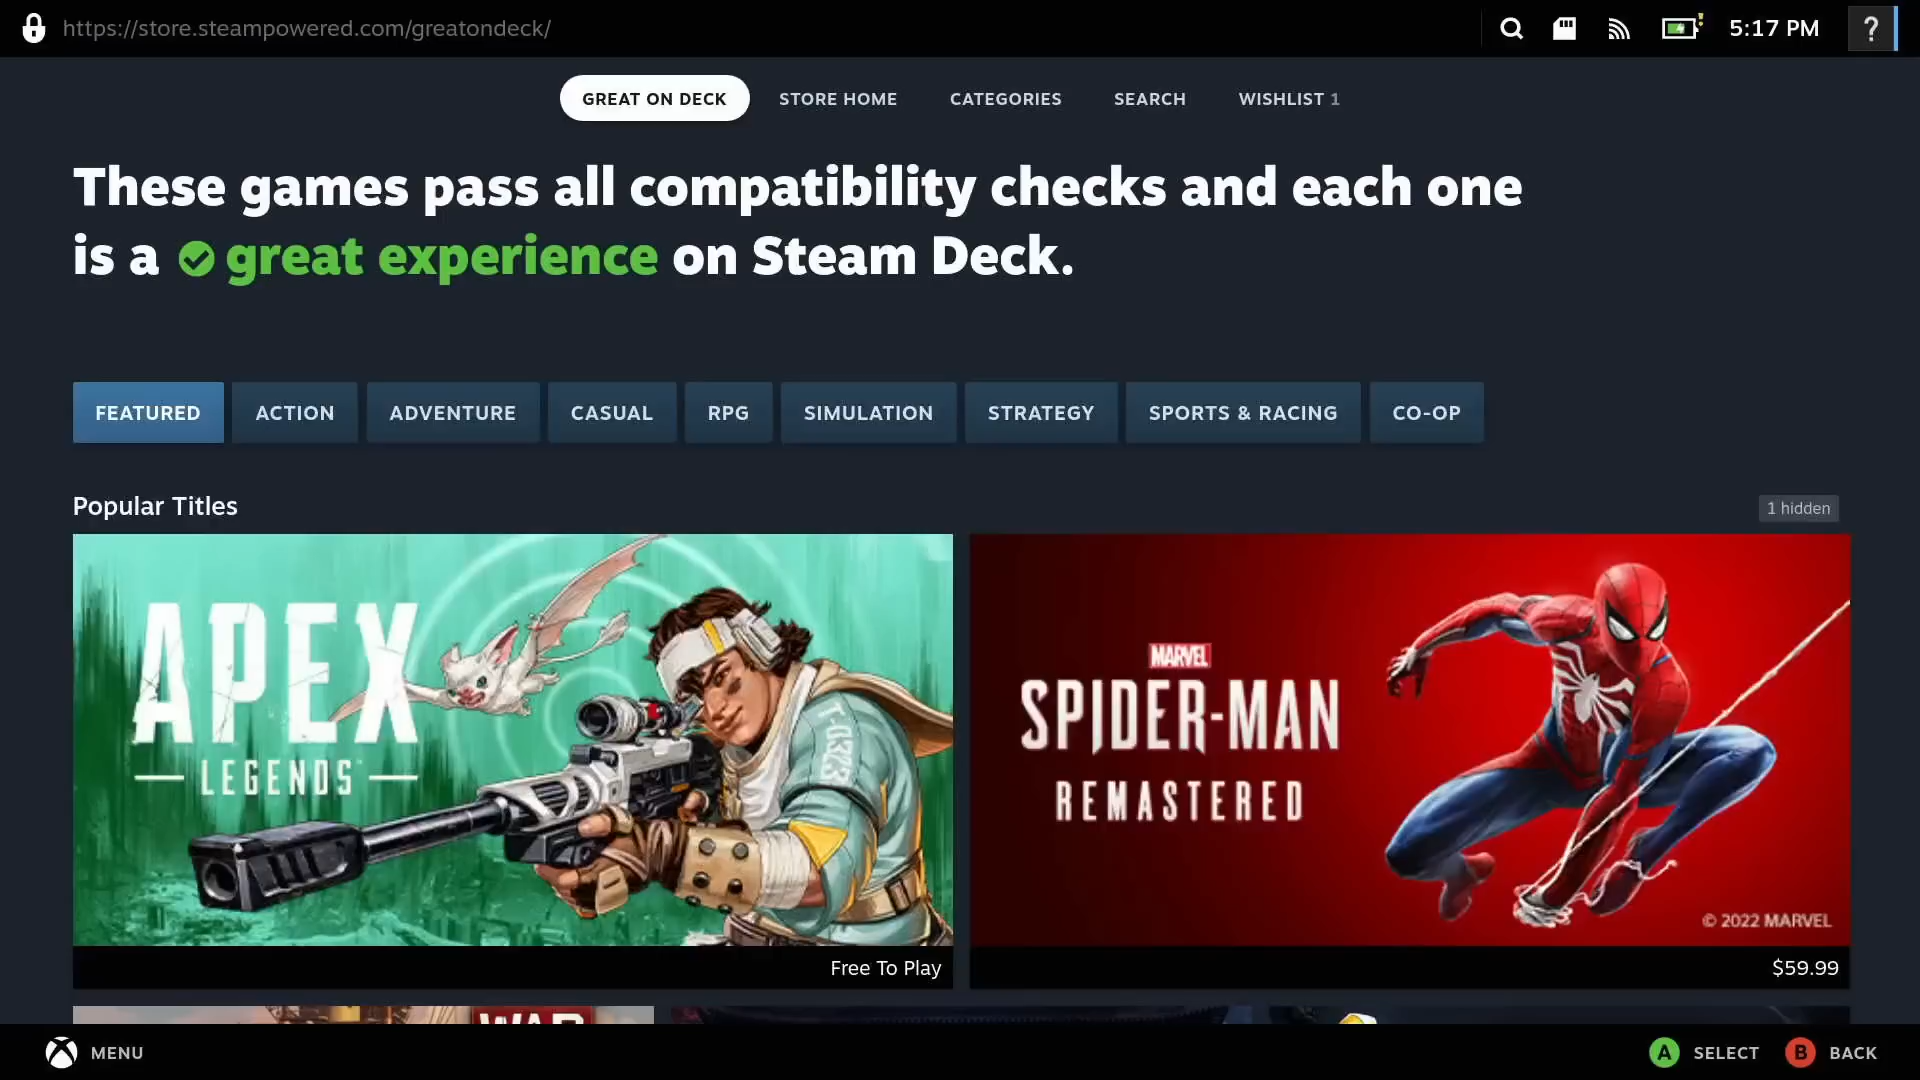 https://store.steampowered.com/greatondeck/
5:17 PM
?
GREAT ON DECK
STORE HOME
CATEGORIES
SEARCH
WISHLIST 1
These games pass all compatibility checks and each one
is a great experience on Steam Deck.
FEATURED
ACTION
ADVENTURE
CASUAL
RPG
SIMULATION
STRATEGY
SPORTS & RACING
CO-OP
Popular Titles
1 hidden
APEX
LEGENDS
MARVEL
SPIDER-MAN
REMASTERED
© 2022 MARVEL
Free To Play
$59.99
WAR
MENU
A SELECT
B BACK